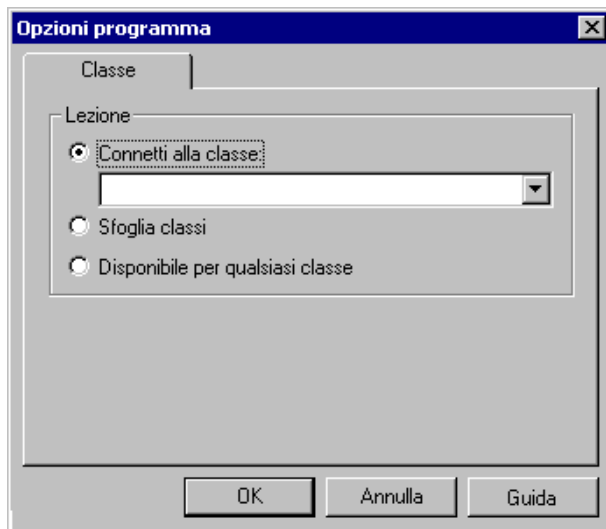 Opzioni programma
Classe
Lezione
Connetti alla classe:
Sfoglia classi
Disponibile per qualsiasi classe
OK Annulla Guida